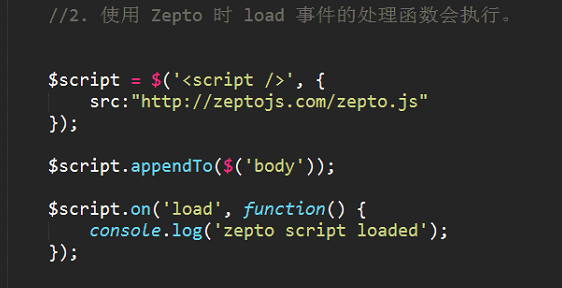 //2. 使用 Zepto 时 load 事件的处理函数会执行。
$script = $('<script />', {
src:"http://zeptojs.com/zepto.js"
});
$script.appendTo($('body'));
$script.on('load', function() {
console.log('zepto script loaded');
});